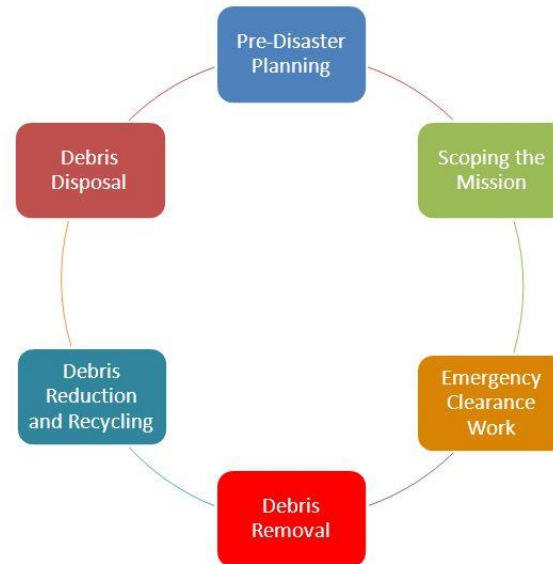 Pre-Disaster
Planning
Scoping the
Mission
Emergency
Clearance
Work
Debris
Removal
Debris
Reduction
and Recycling
Debris
Disposal